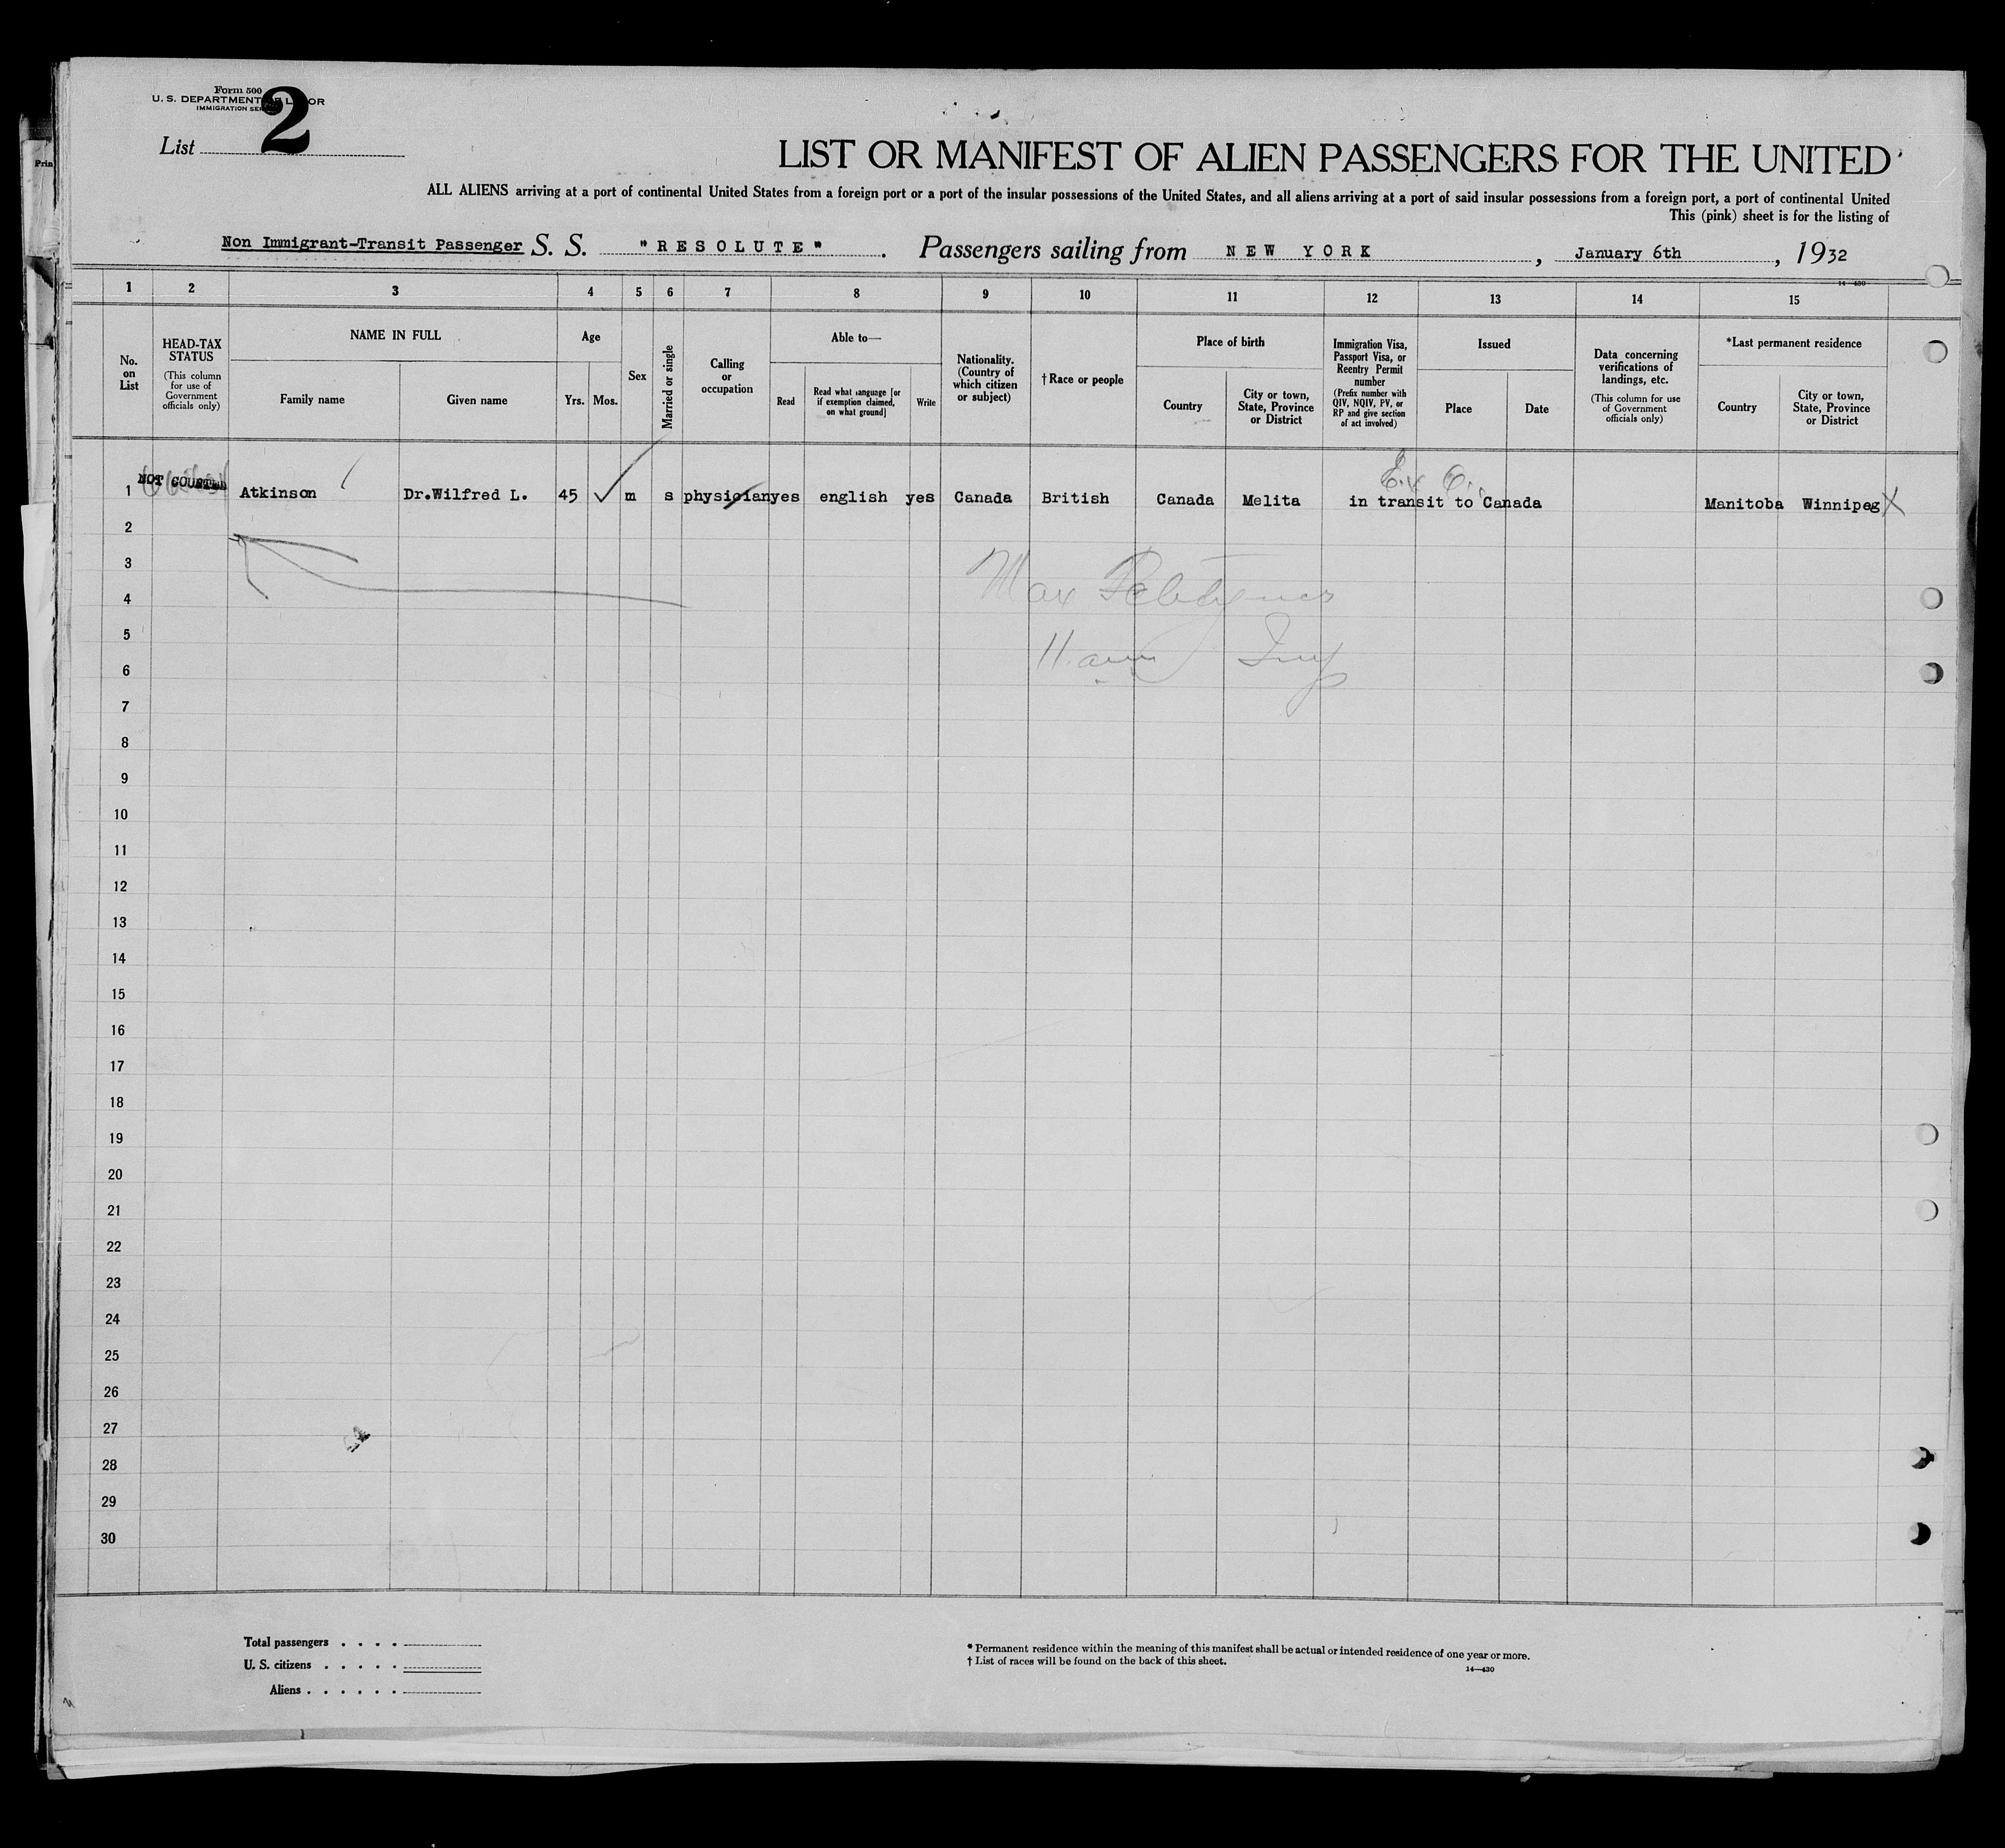 Form 500
U. S. DEPARTMENT OF LABOR
IMMIGRATION
List 2
LIST OR MANIFEST OF ALIEN PASSENGERS FOR THE UNITED
ALL ALIENS arriving at a port of continental United States from a foreign port or a port of the insular possessions of the United States, and all aliens arriving at a port of said insular possessions from a foreign port, a port of continental United
This (pink) sheet is for the listing of
Non Immigrant-Transit Passenger S. S. "RESOLUTE". Passengers sailing from NEW YORK, January 6th, 1932
14-430
1 2 3 4 5 6 7 8 9 10 11 12 13 14 15
No. on List
HEAD-TAX STATUS
(This column for use of Government officials only)
NAME IN FULL
Family name Given name
Age
Yrs. Mos.
Sex
Married or single
Calling or occupation
Able to—
Read
Read what language [or if exemption claimed, on what ground]
Write
Nationality. (Country of which citizen or subject)
†Race or people
Place of birth
Country
City or town, State, Province or District
Immigration Visa, Passport Visa, or Reentry Permit number
(Prefix number with QIV, NQIV, PV, or RP and give section of act involved)
Issued
Place Date
Data concerning verifications of landings, etc.
(This column for use of Government officials only)
*Last permanent residence
Country
City or town, State, Province or District
1 NOT Atkinson Dr.Wilfred L. 45 m s physician yes english yes Canada British Canada Melita in transit to Canada Manitoba Winnipeg X
2
3
Max
4
5
6
7
8
9
10
11
12
13
14
15
16
17
18
19
20
21
22
23
24
25
26
27
28
29
30
Total passengers . . . .
U. S. citizens . . . . .
Aliens . . . . . .
* Permanent residence within the meaning of this manifest shall be actual or intended residence of one year or more.
† List of races will be found on the back of this sheet.
14—430